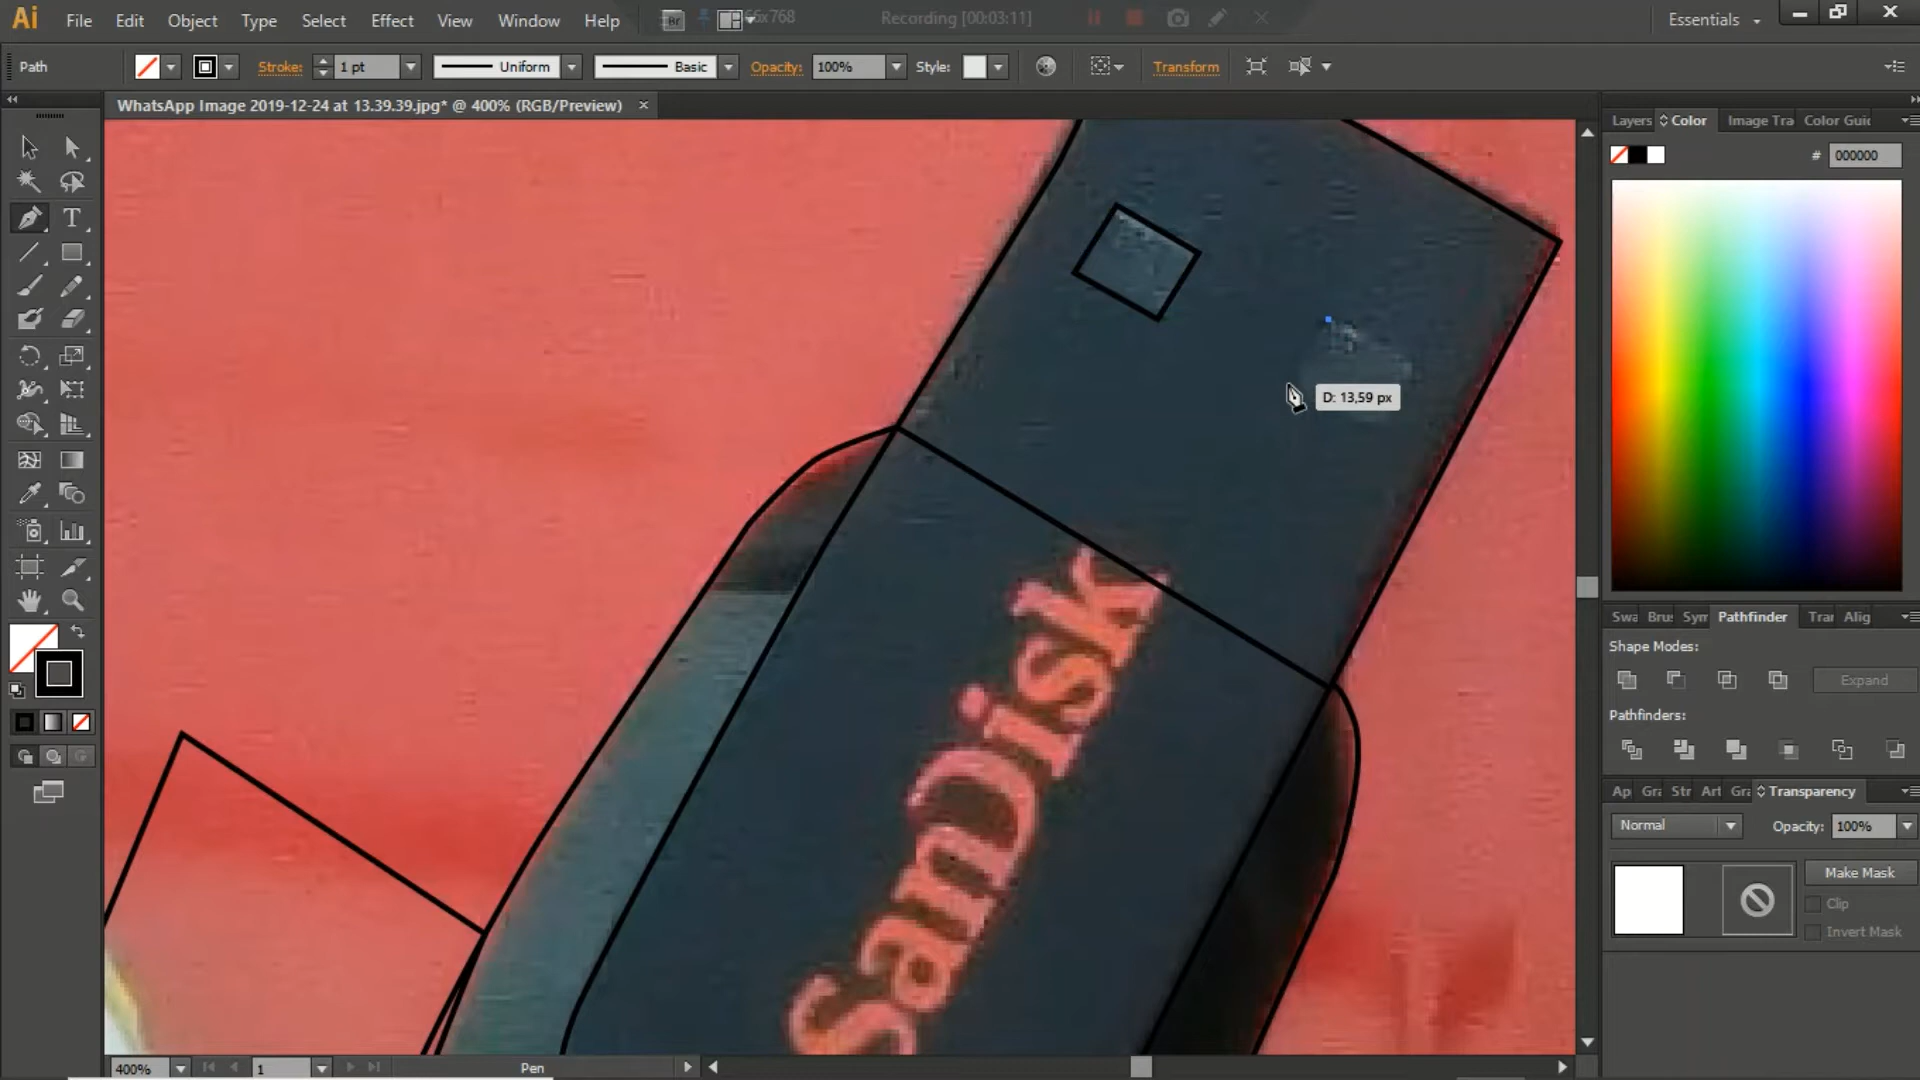 Ai File Edit Object Type Select Effect View Window Help Br 66x768 Recording [00:03:11] Essentials
Path Stroke: 1 pt Uniform Basic Opacity: 100% Style: Transform
WhatsApp Image 2019-12-24 at 13.39.39.jpg* @ 400% (RGB/Preview)
Layers Color Image Tra Color Guid
# 000000
T
D: 13,59 px
SanDisk
Swa Bru Sym Pathfinder Trar Alig
Shape Modes:
Expand
Pathfinders:
Ap Gra Str Art Gra Transparency
Normal Opacity: 100%
Make Mask
Clip
Invert Mask
400% 1 Pen